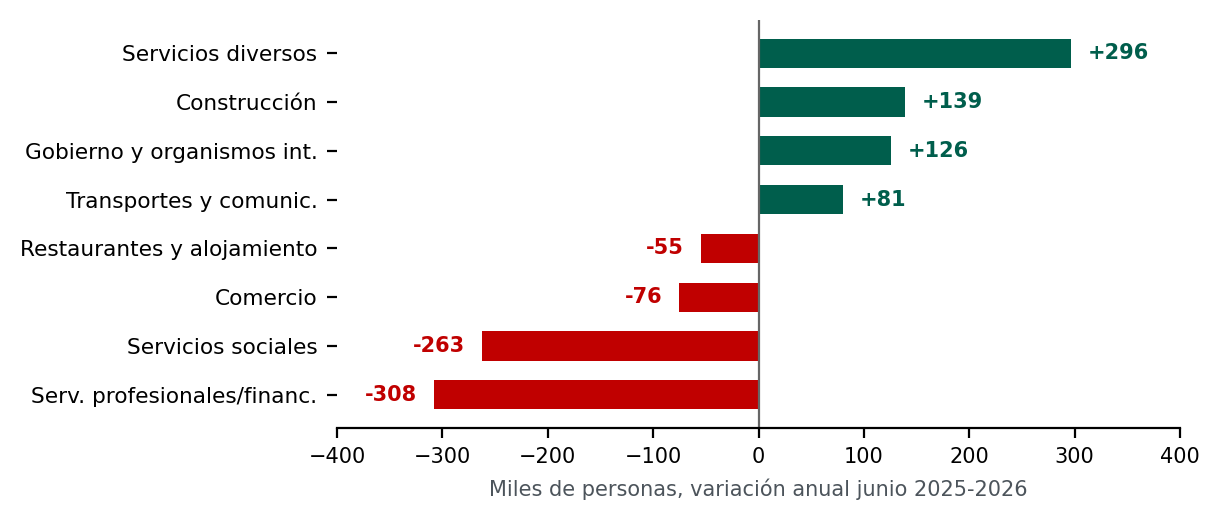 Servicios diversos +296
Construcción +139
Gobierno y organismos int. +126
Transportes y comunic. +81
Restaurantes y alojamiento -55
Comercio -76
Servicios sociales -263
Serv. profesionales/financ. -308
−400 −300 −200 −100 0 100 200 300 400
Miles de personas, variación anual junio 2025-2026